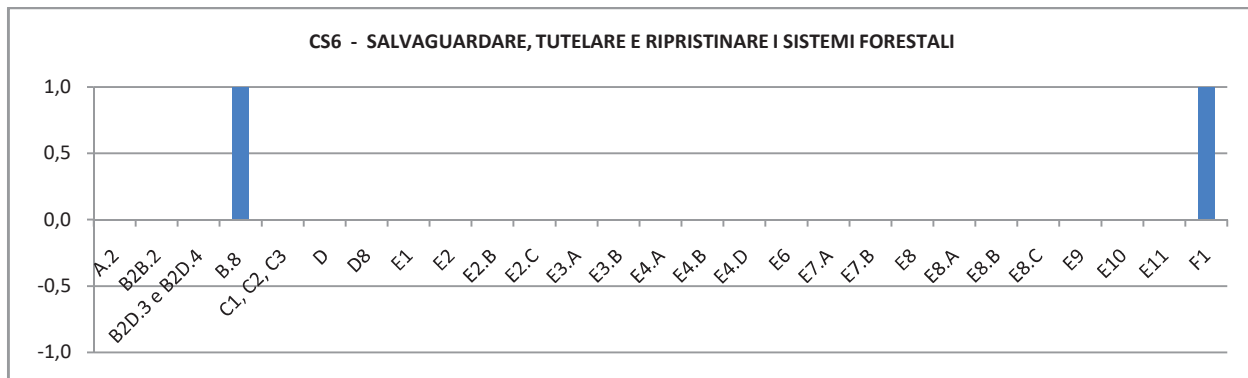 CS6 - SALVAGUARDARE, TUTELARE E RIPRISTINARE I SISTEMI FORESTALI
1,0
0,5
0,0
-0,5
-1,0
A.2
B2B.2
B2D.3 e B2D.4
B.8
C1, C2, C3
D
D8
E1
E2
E2.B
E2.C
E3.A
E3.B
E4.A
E4.B
E4.D
E6
E7.A
E7.B
E8
E8.A
E8.B
E8.C
E9
E10
E11
F1